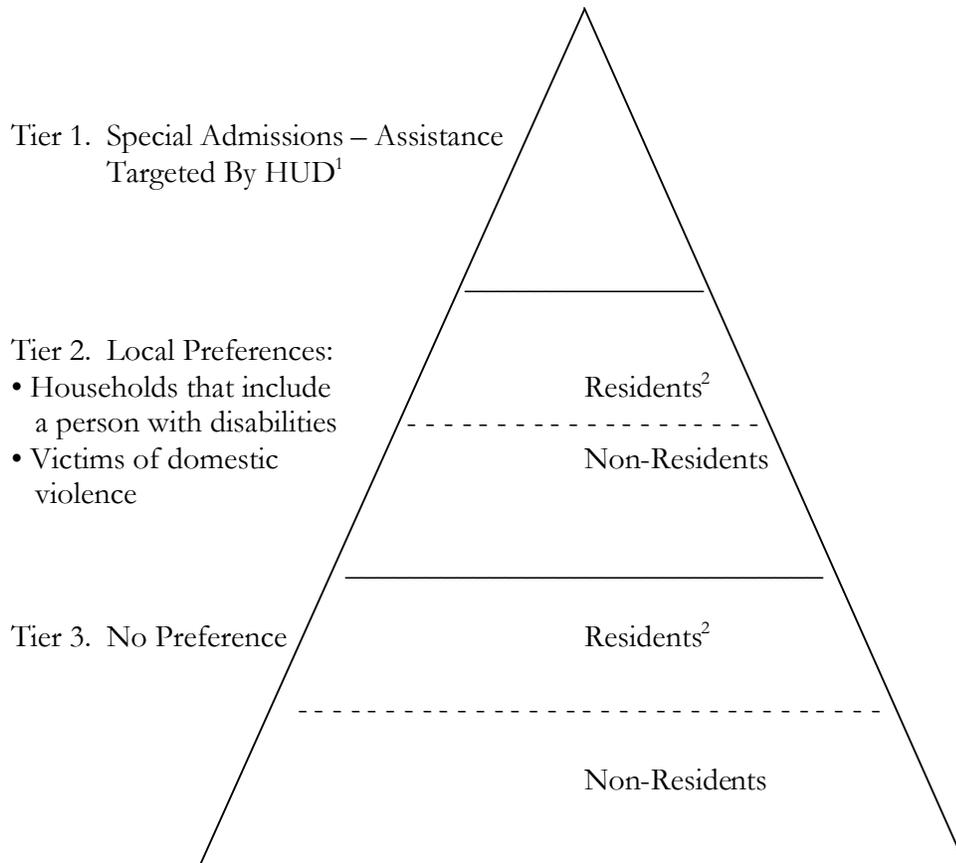 Tier 1.  Special Admissions – Assistance
Targeted By HUD¹
Tier 2.  Local Preferences:
• Households that include
a person with disabilities
• Victims of domestic
violence
Residents²
Non-Residents
Tier 3.  No Preference
Residents²
Non-Residents